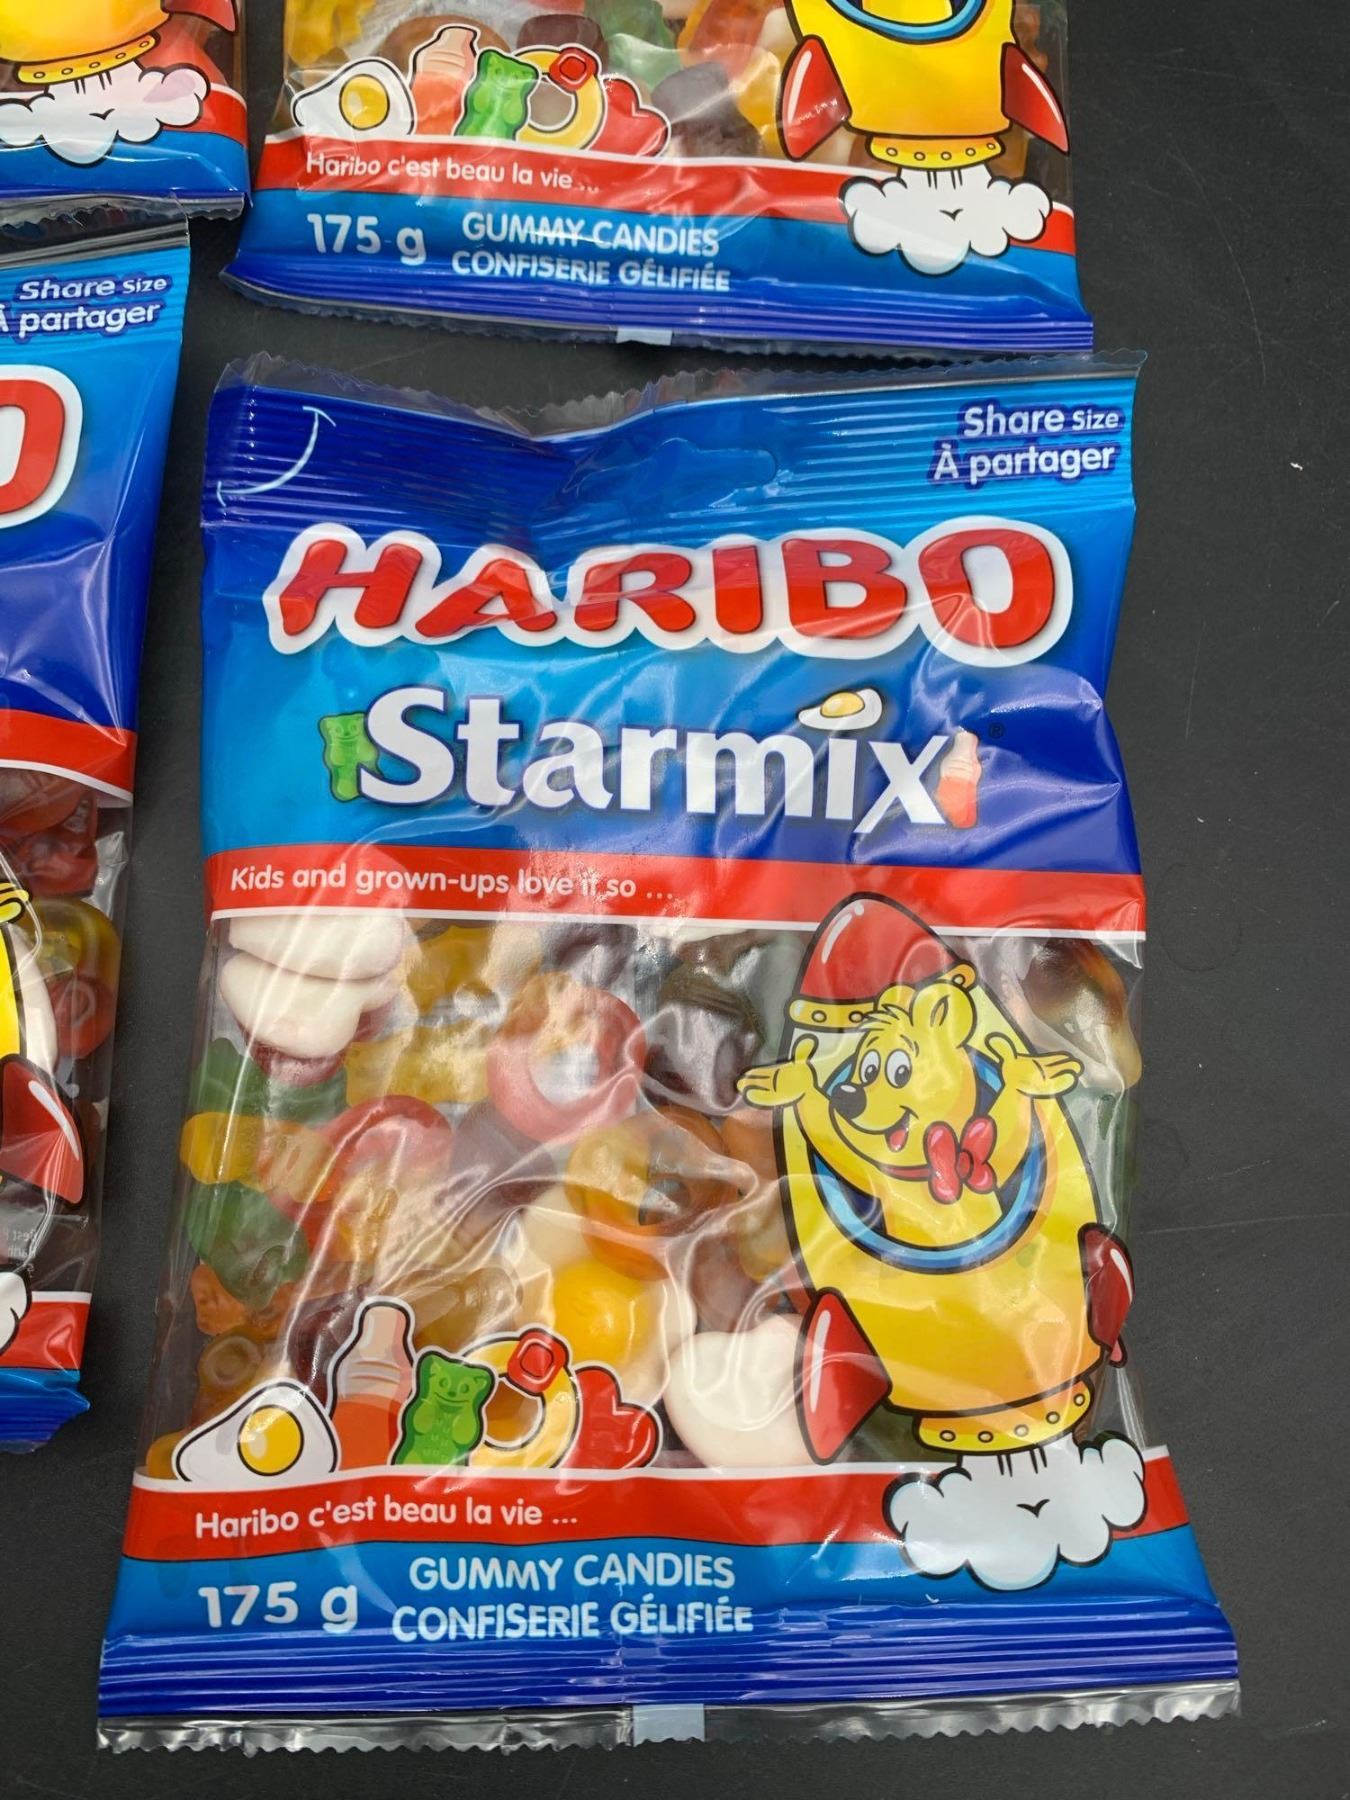 Haribo c'est beau la vie ...
175 g
GUMMY CANDIES
CONFISERIE GÉLIFIÉE
Share Size
À partager
O
Share Size
À partager
HARIBO
Starmix®
Kids and grown-ups love it so ...
Haribo c'est beau la vie ...
175 g
GUMMY CANDIES
CONFISERIE GÉLIFIÉE